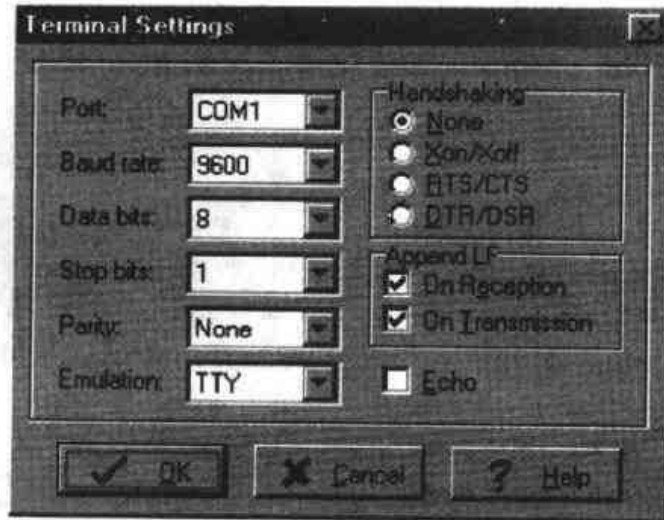 Terminal Settings
Port: COM1
Baud rate: 9600
Data bits: 8
Stop bits: 1
Parity: None
Emulation: TTY
Handshaking
None
Xon/Xoff
RTS/CTS
DTR/DSR
Append LF
On Reception
On Transmission
Echo
OK
Cancel
? Help